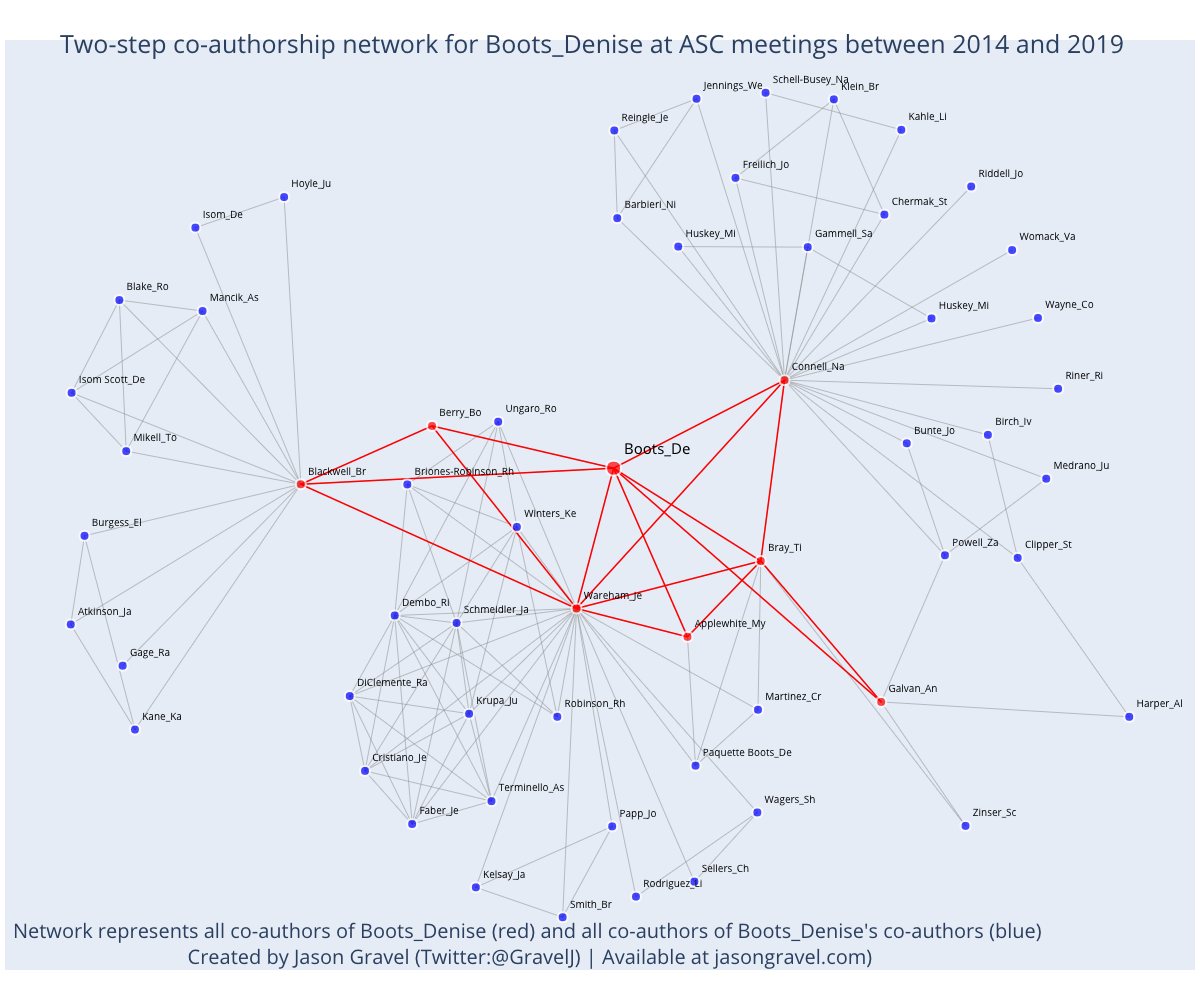 Two-step co-authorship network for Boots_Denise at ASC meetings between 2014 and 2019
Schell-Busey_Na
Jennings_We
Klein_Br
Reingle_Je
Kahle_Li
Freilich_Jo
Riddell_Jo
Hoyle_Ju
Chermak_St
Barbieri_Ni
Isom_De
Huskey_Mi
Gammell_Sa
Womack_Va
Blake_Ro
Mancik_As
Huskey_Mi
Wayne_Co
Connell_Na
Isom Scott_De
Riner_Ri
Berry_Bo
Ungaro_Ro
Birch_Iv
Bunte_Jo
Mikell_To
Boots_De
Blackwell_Br
Briones-Robinson_Rh
Medrano_Ju
Burgess_El
Winters_Ke
Bray_Ti
Powell_Za
Clipper_St
Wareham_Je
Dembo_Ri
Schmeidler_Ja
Atkinson_Ja
Applewhite_My
Gage_Ra
DiClemente_Ra
Galvan_An
Martinez_Cr
Krupa_Ju
Robinson_Rh
Harper_Al
Kane_Ka
Paquette Boots_De
Cristiano_Je
Terminello_As
Wagers_Sh
Faber_Je
Papp_Jo
Zinser_Sc
Sellers_Ch
Kelsay_Ja
Rodriguez_Li
Smith_Br
Network represents all co-authors of Boots_Denise (red) and all co-authors of Boots_Denise's co-authors (blue)
Created by Jason Gravel (Twitter:@GravelJ) | Available at jasongravel.com)